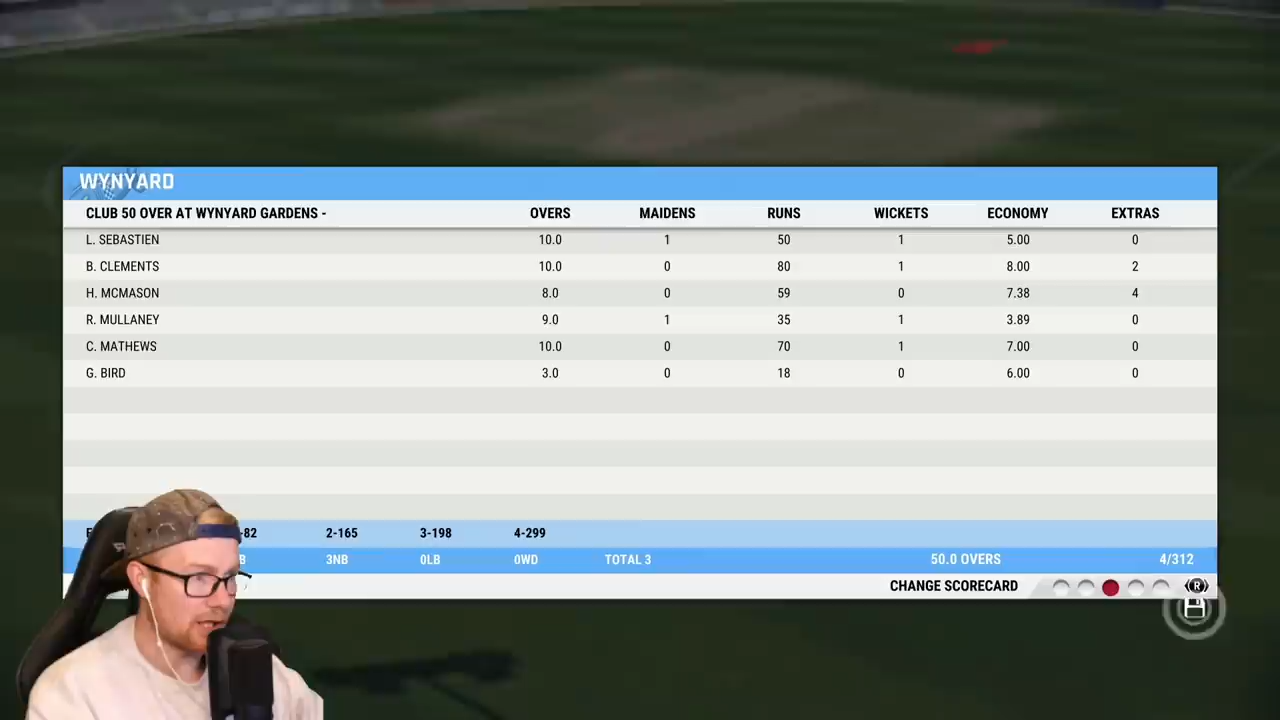 WYNYARD
CLUB 50 OVER AT WYNYARD GARDENS - OVERS MAIDENS RUNS WICKETS ECONOMY EXTRAS
L. SEBASTIEN 10.0 1 50 1 5.00 0
B. CLEMENTS 10.0 0 80 1 8.00 2
H. MCMASON 8.0 0 59 0 7.38 4
R. MULLANEY 9.0 1 35 1 3.89 0
C. MATHEWS 10.0 0 70 1 7.00 0
G. BIRD 3.0 0 18 0 6.00 0
-82 2-165 3-198 4-299
3NB 0LB 0WD TOTAL 3 50.0 OVERS 4/312
CHANGE SCORECARD R